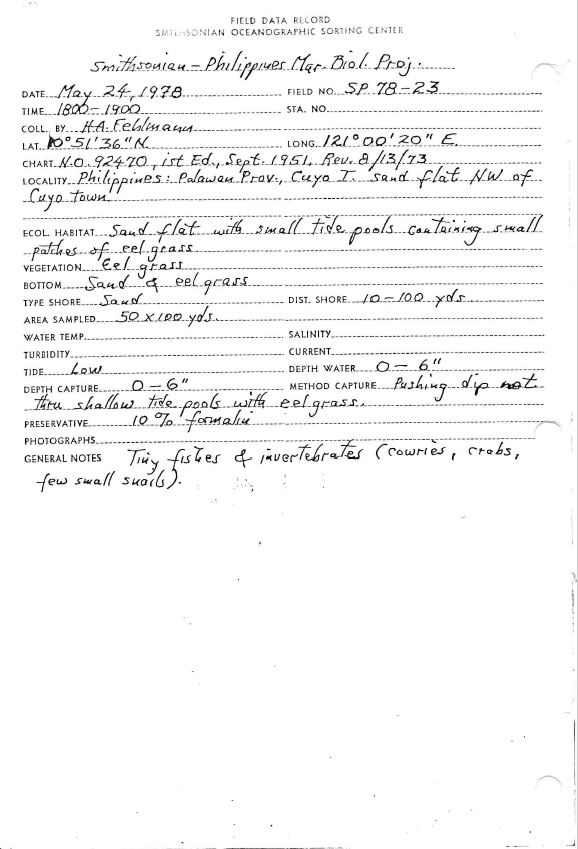 FIELD DATA RECORD
SMITHSONIAN OCEANOGRAPHIC SORTING CENTER
Smithsonian - Philippines Mar. Biol. Proj.
DATE May 24, 1978 FIELD NO. SP 78-23
TIME 1800-1900 STA. NO.
COLL. BY H.A. Fehlmann
LAT. 10°51'36"N LONG. 121°00'20" E.
CHART N.O. 92470, 1st Ed., Sept. 1951, Rev. 8/13/73
LOCALITY Philippines: Palawan Prov., Cuyo I. sand flat NW of
Cuyo town
ECOL. HABITAT Sand flat with small tide pools containing small
patches of eel grass
VEGETATION Eel grass
BOTTOM Sand & eel grass
TYPE SHORE Sand DIST. SHORE 10-100 yds
AREA SAMPLED 50 x 100 yds.
WATER TEMP. SALINITY
TURBIDITY CURRENT
TIDE Low DEPTH WATER 0-6"
DEPTH CAPTURE 0-6" METHOD CAPTURE Pushing dip net
thru shallow tide pools with eel grass.
PRESERVATIVE 10% formalin
PHOTOGRAPHS
GENERAL NOTES Tiny fishes & invertebrates (cowries, crabs,
few small snails).